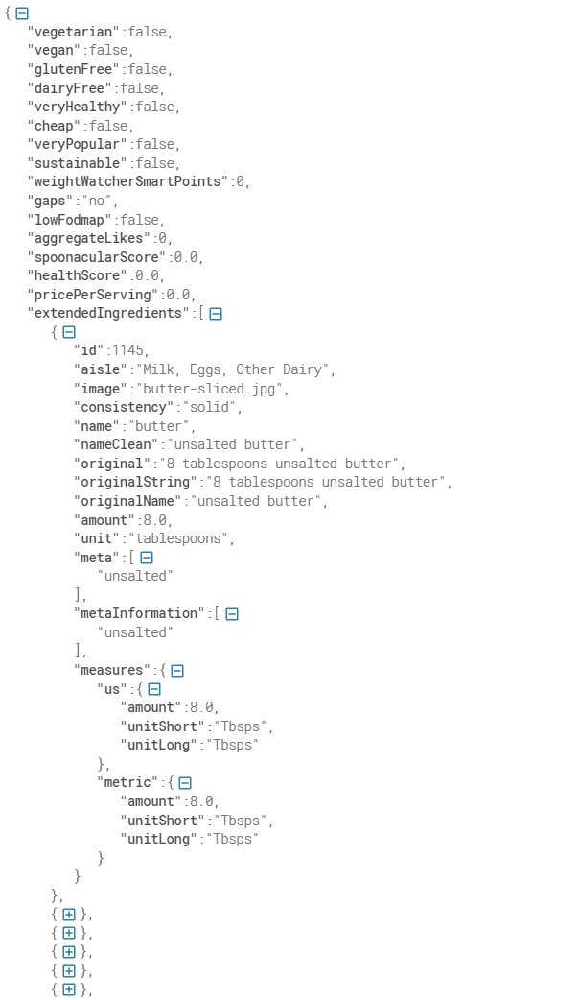 {
"vegetarian":false,
"vegan":false,
"glutenFree":false,
"dairyFree":false,
"veryHealthy":false,
"cheap":false,
"veryPopular":false,
"sustainable":false,
"weightWatcherSmartPoints":0,
"gaps":"no",
"lowFodmap":false,
"aggregateLikes":0,
"spoonacularScore":0.0,
"healthScore":0.0,
"pricePerServing":0.0,
"extendedIngredients":[
{
"id":1145,
"aisle":"Milk, Eggs, Other Dairy",
"image":"butter-sliced.jpg",
"consistency":"solid",
"name":"butter",
"nameClean":"unsalted butter",
"original":"8 tablespoons unsalted butter",
"originalString":"8 tablespoons unsalted butter",
"originalName":"unsalted butter",
"amount":8.0,
"unit":"tablespoons",
"meta":[
"unsalted"
],
"metaInformation":[
"unsalted"
],
"measures":{
"us":{
"amount":8.0,
"unitShort":"Tbsps",
"unitLong":"Tbsps"
},
"metric":{
"amount":8.0,
"unitShort":"Tbsps",
"unitLong":"Tbsps"
}
}
},
{ },
{ },
{ },
{ },
{ },